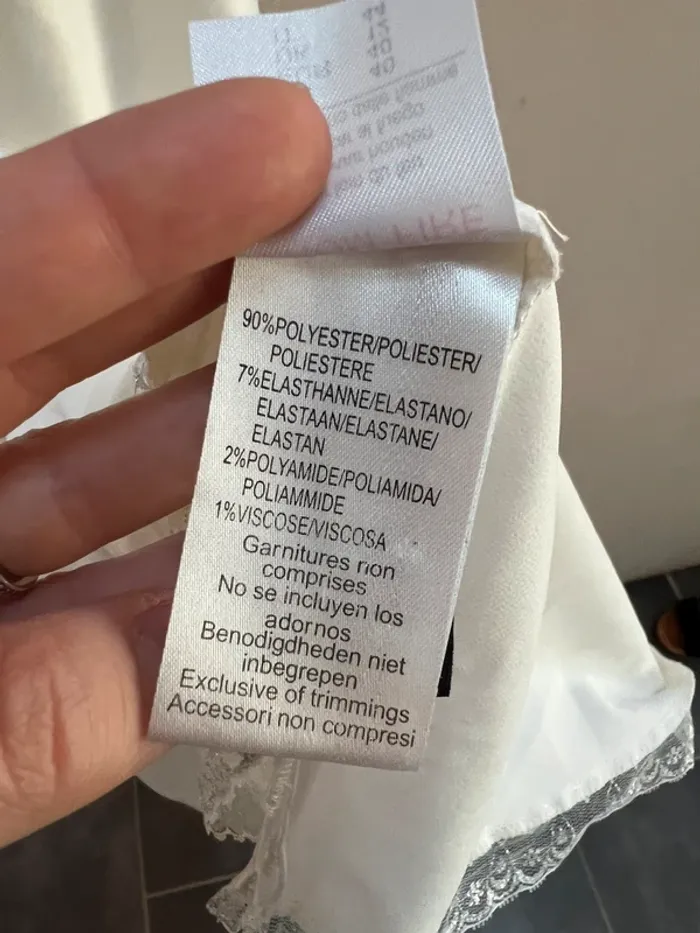 90%POLYESTER/POLIESTER/
POLIESTERE
7%ELASTHANNE/ELASTANO/
ELASTAAN/ELASTANE/
ELASTAN
2%POLYAMIDE/POLIAMIDA/
POLIAMMIDE
1%VISCOSE/VISCOSA
Garnitures non
comprises
No se incluyen los
adornos
Benodigdheden niet
inbegrepen
Exclusive of trimmings
Accessori non compresi